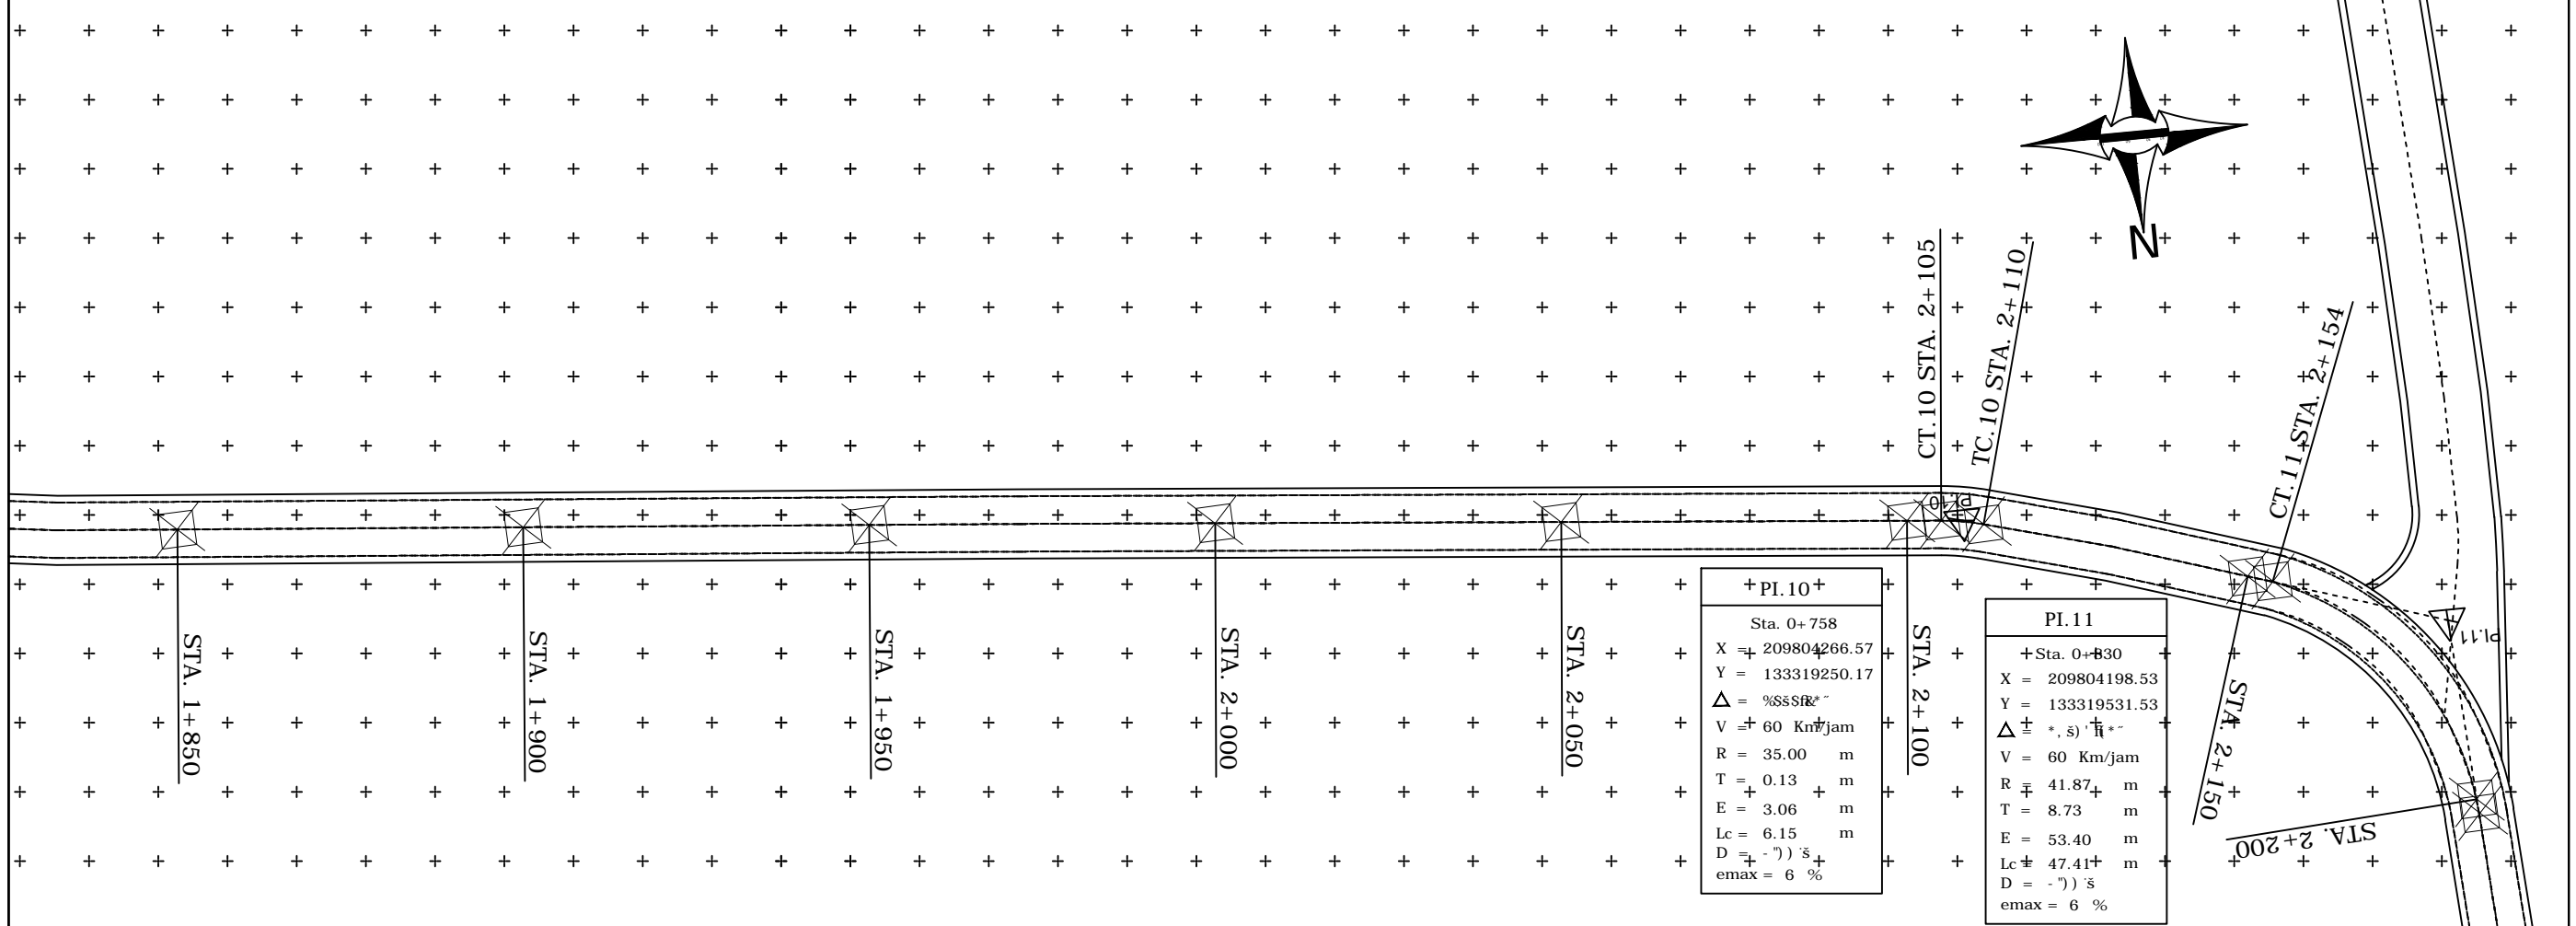 N
CT.10 STA. 2+105
TC.10 STA. 2+110
CT.11 STA. 2+154
PI.10
PI.11
STA. 1+850
STA. 1+900
STA. 1+950
STA. 2+000
STA. 2+050
STA. 2+100
STA. 2+150
STA. 2+200
PI.10
Sta. 0+758
X = 209804266.57
Y = 133319250.17
△ =
V = 60 Km/jam
R = 35.00 m
T = 0.13 m
E = 3.06 m
Lc = 6.15 m
D =
emax = 6 %
PI.11
Sta. 0+830
X = 209804198.53
Y = 133319531.53
△ =
V = 60 Km/jam
R = 41.87 m
T = 8.73 m
E = 53.40 m
Lc = 47.41 m
D =
emax = 6 %